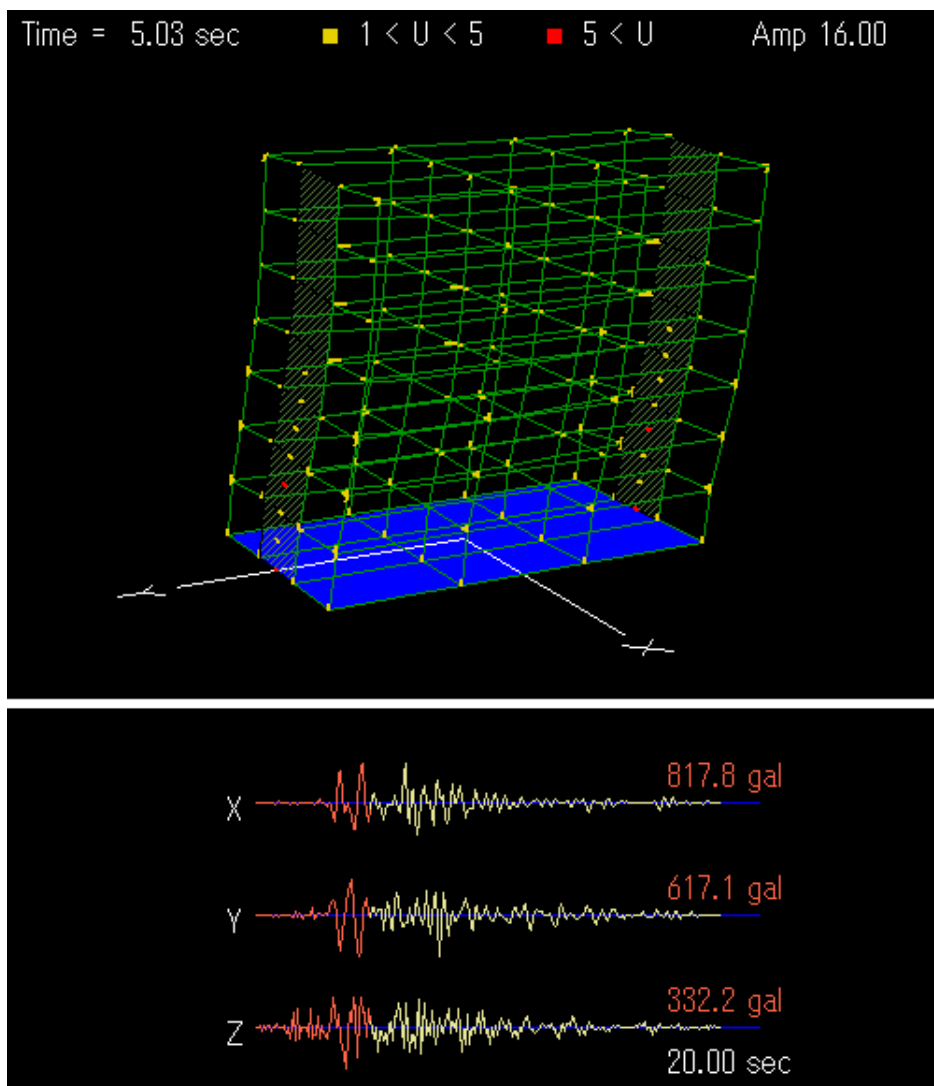 Time = 5.03 sec 1 < U < 5 5 < U Amp 16.00
X 817.8 gal
Y 617.1 gal
Z 332.2 gal
20.00 sec